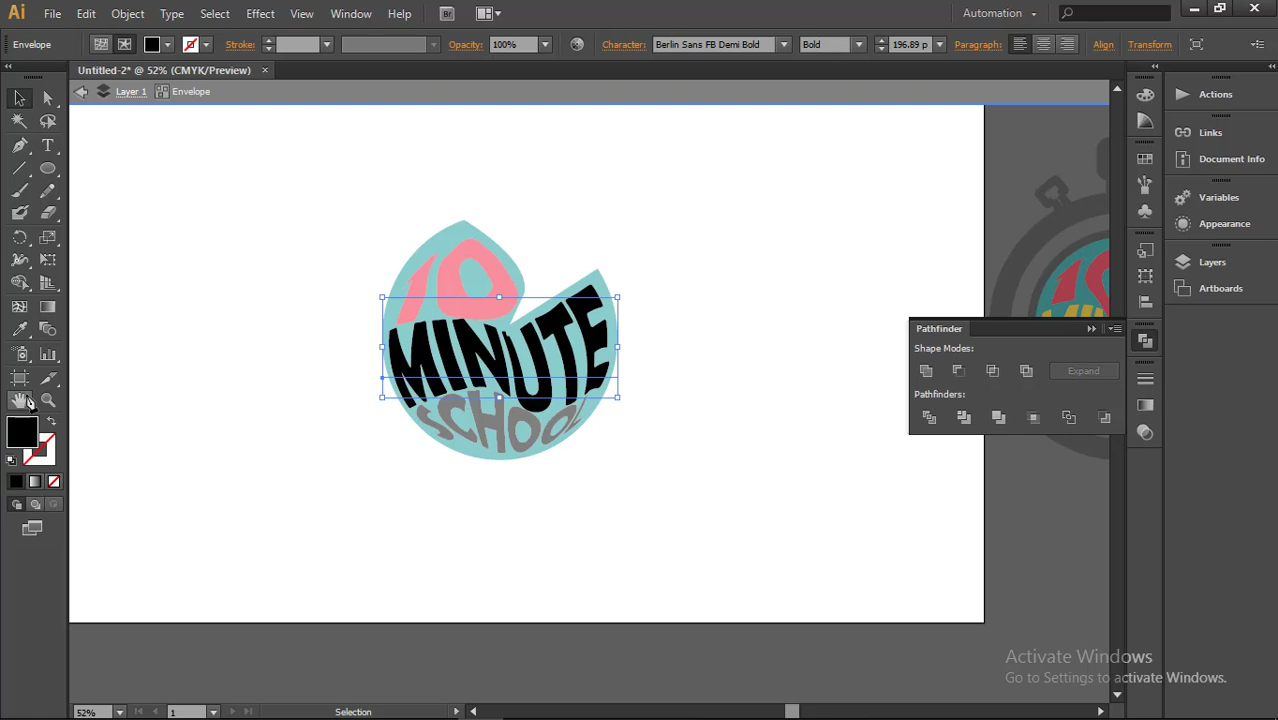 Ai File Edit Object Type Select Effect View Window Help Br Automation
Envelope Stroke: Opacity: 100% Character: Berlin Sans FB Demi Bold Bold 196.89 p Paragraph: Align Transform
Untitled-2* @ 52% (CMYK/Preview) ×
Layer 1 Envelope
Actions
Links
Document Info
Variables
Appearance
Layers
Artboards
Pathfinder
Shape Modes:
Expand
Pathfinders:
10
MINUTE
SCHOOL
Activate Windows
Go to Settings to activate Windows.
52% 1 Selection